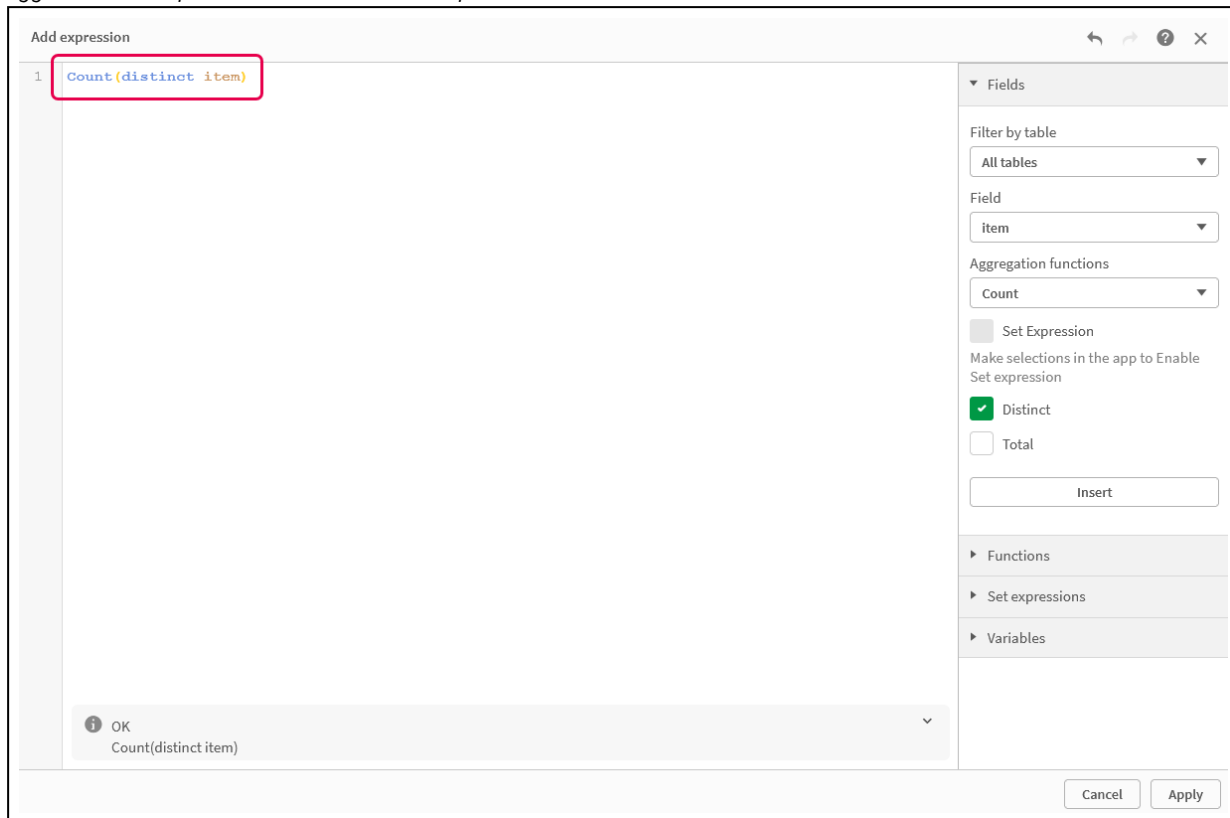 Add expression
1 Count(distinct item)
Fields
Filter by table
All tables
Field
item
Aggregation functions
Count
Set Expression
Make selections in the app to Enable
Set expression
Distinct
Total
Insert
Functions
Set expressions
Variables
OK
Count(distinct item)
Cancel Apply